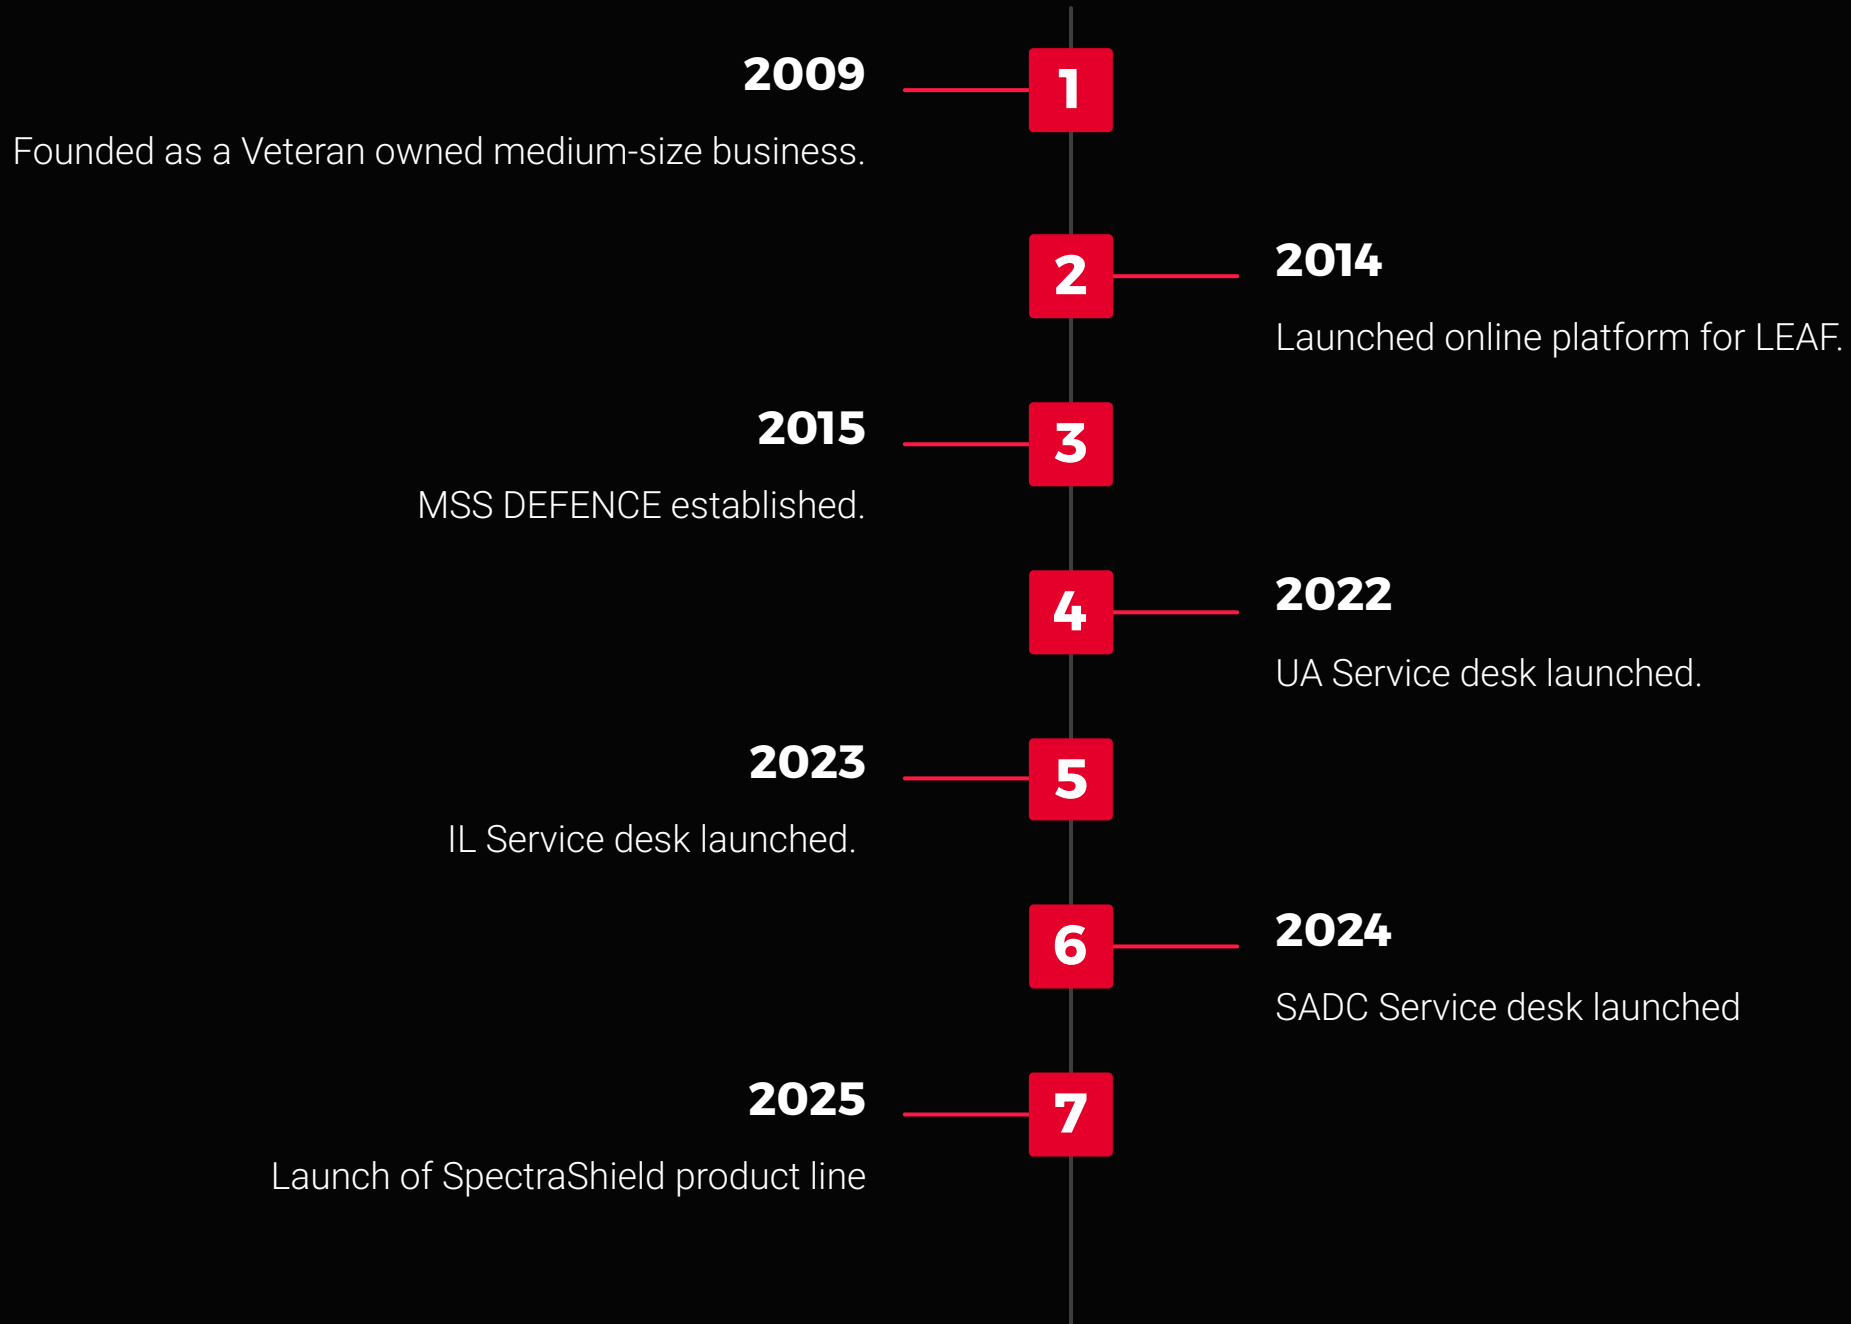 2009
1
Founded as a Veteran owned medium-size business.
2
2014
Launched online platform for LEAF.
2015
3
MSS DEFENCE established.
4
2022
UA Service desk launched.
2023
5
IL Service desk launched.
6
2024
SADC Service desk launched
2025
7
Launch of SpectraShield product line